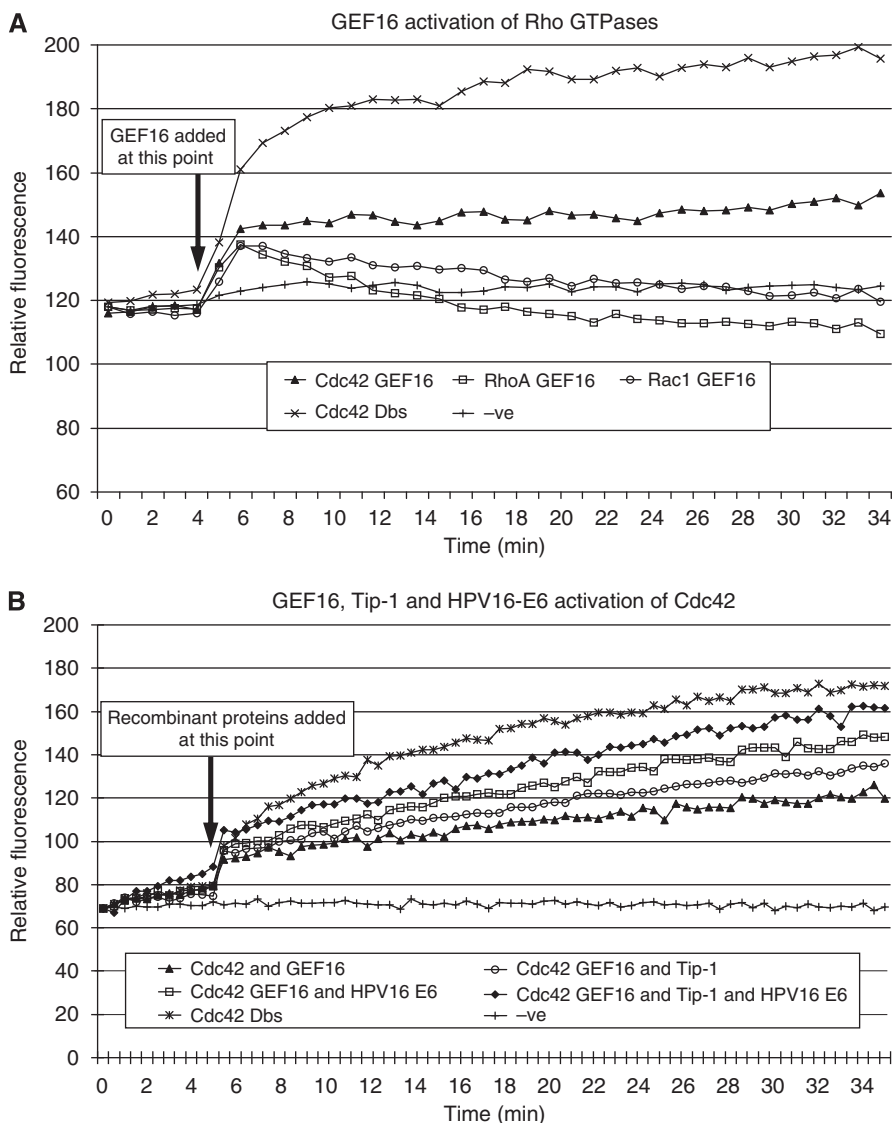 A
GEF16 activation of Rho GTPases
200
180
160
140
120
100
80
60
Relative fluorescence
GEF16 added
at this point
Cdc42 GEF16
RhoA GEF16
Rac1 GEF16
Cdc42 Dbs
–ve
0 2 4 6 8 10 12 14 16 18 20 22 24 26 28 30 32 34
Time (min)
B
GEF16, Tip-1 and HPV16-E6 activation of Cdc42
200
180
160
140
120
100
80
60
40
20
0
Relative fluorescence
Recombinant proteins added
at this point
Cdc42 and GEF16
Cdc42 GEF16 and Tip-1
Cdc42 GEF16 and HPV16 E6
Cdc42 GEF16 and Tip-1 and HPV16 E6
Cdc42 Dbs
–ve
0 2 4 6 8 10 12 14 16 18 20 22 24 26 28 30 32 34
Time (min)